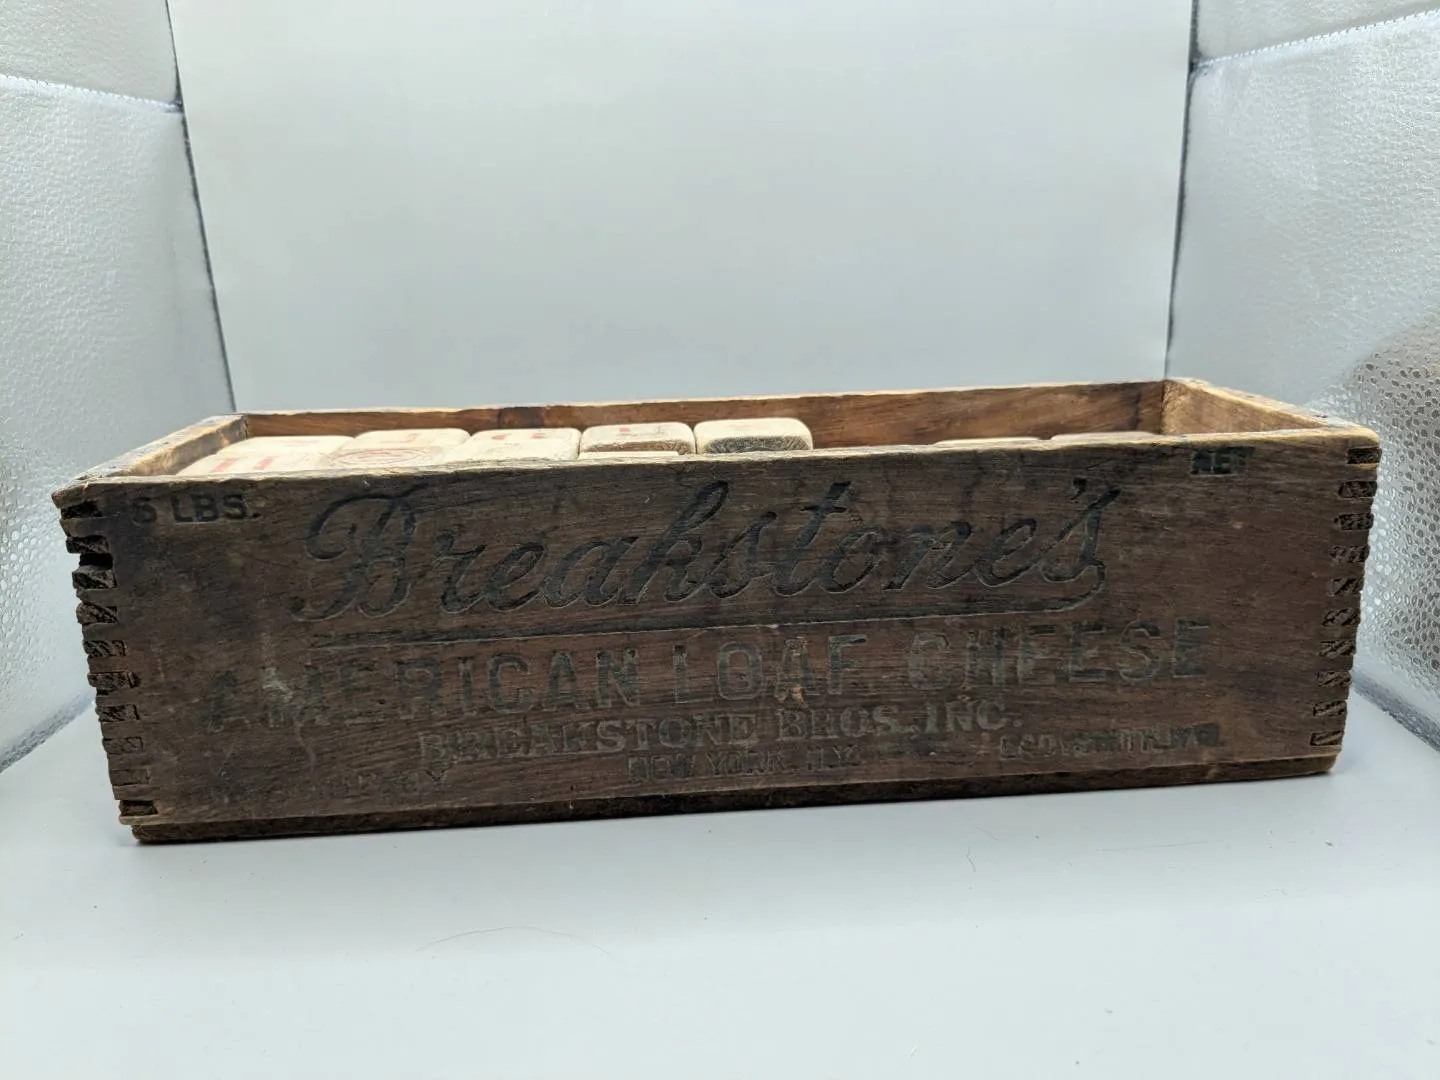 5 LBS. NET
Breakstone's
AMERICAN LOAF CHEESE
BREAKSTONE BROS., INC.
NEW YORK, N.Y.